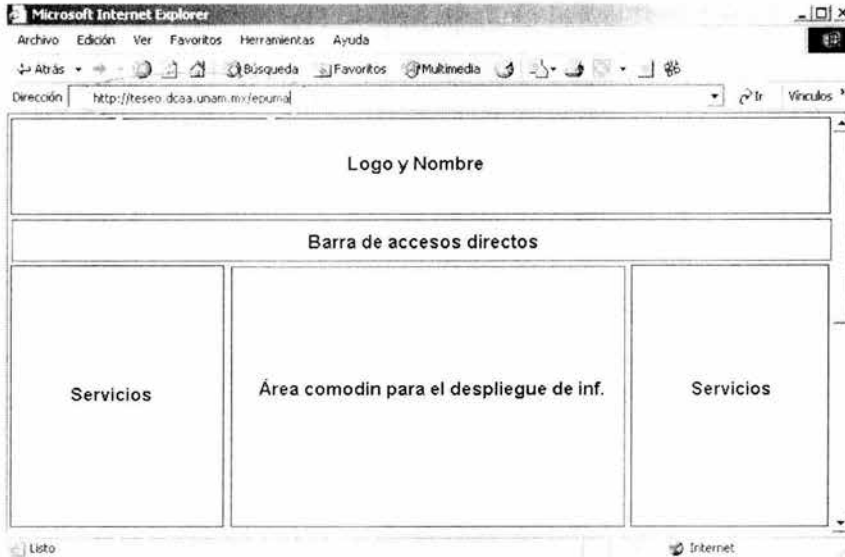 Microsoft Internet Explorer
Archivo Edición Ver Favoritos Herramientas Ayuda
Atrás Búsqueda Favoritos Multimedia
Dirección http://teseo.dcaa.unam.mx/epuma Ir Vínculos »
Logo y Nombre
Barra de accesos directos
Servicios
Área comodin para el despliegue de inf.
Servicios
Listo Internet